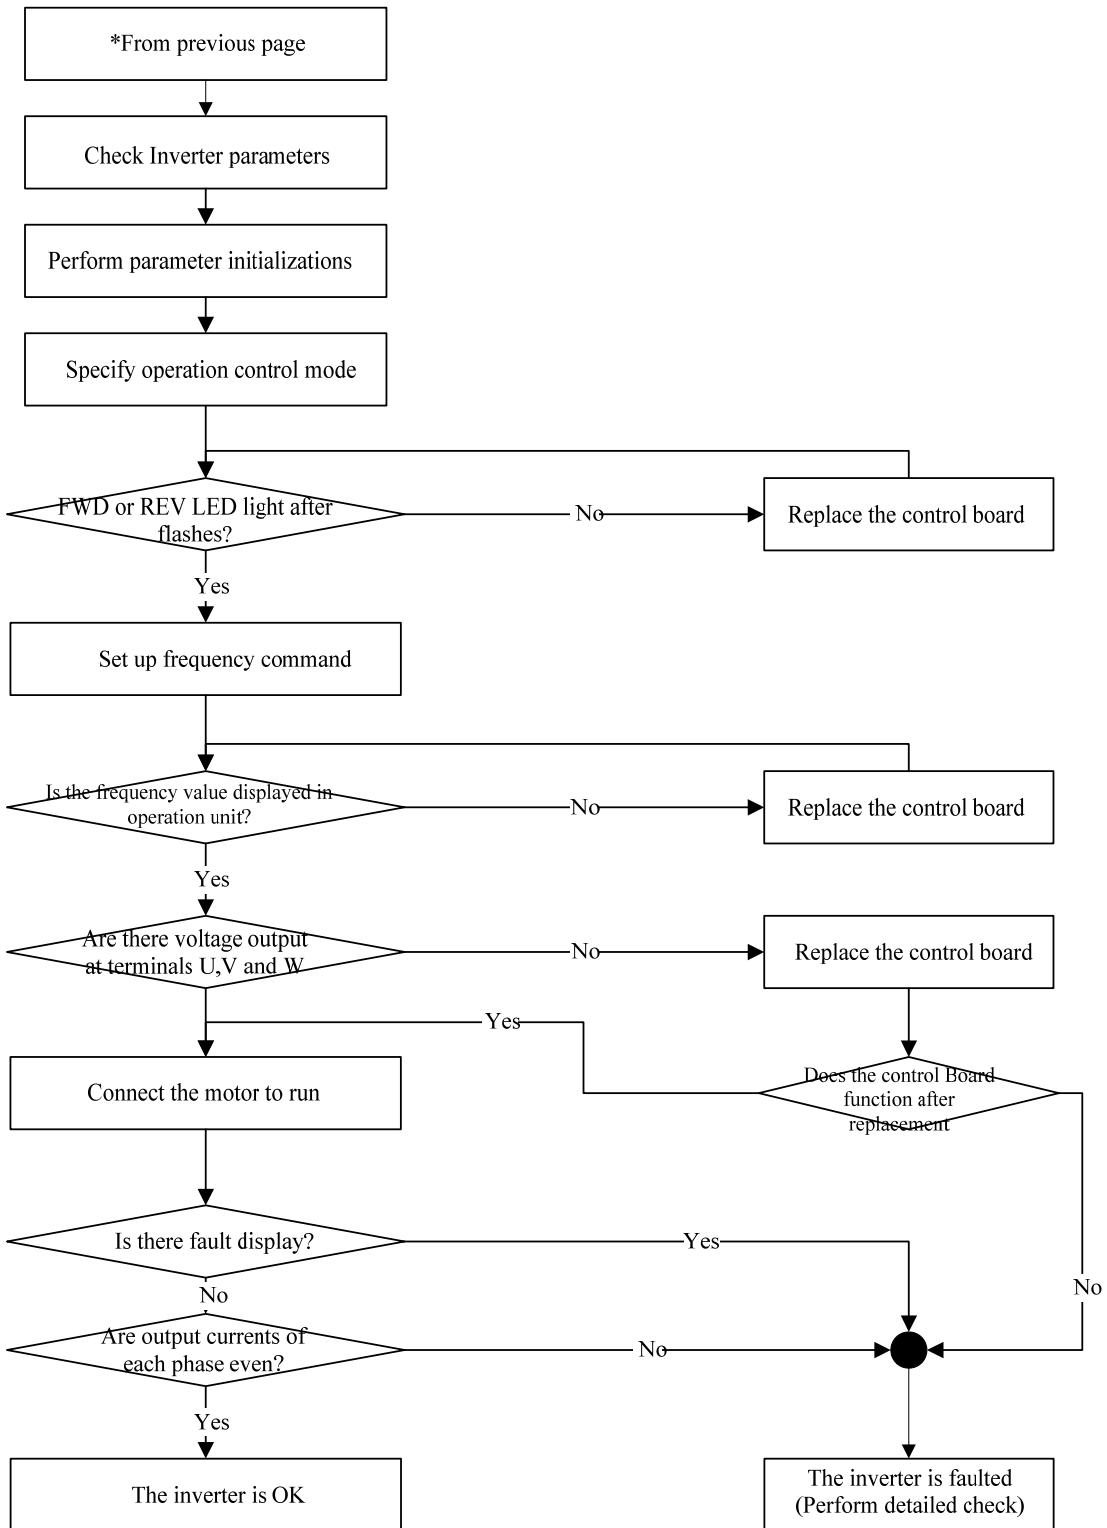 *From previous page
Check Inverter parameters
Perform parameter initializations
Specify operation control mode
FWD or REV LED light after
flashes?
No
Replace the control board
Yes
Set up frequency command
Is the frequency value displayed in
operation unit?
No
Replace the control board
Yes
Are there voltage output
at terminals U,V and W
No
Replace the control board
Yes
Connect the motor to run
Does the control Board
function after
replacement
Is there fault display?
Yes
No
No
Are output currents of
each phase even?
No
Yes
The inverter is OK
The inverter is faulted
(Perform detailed check)